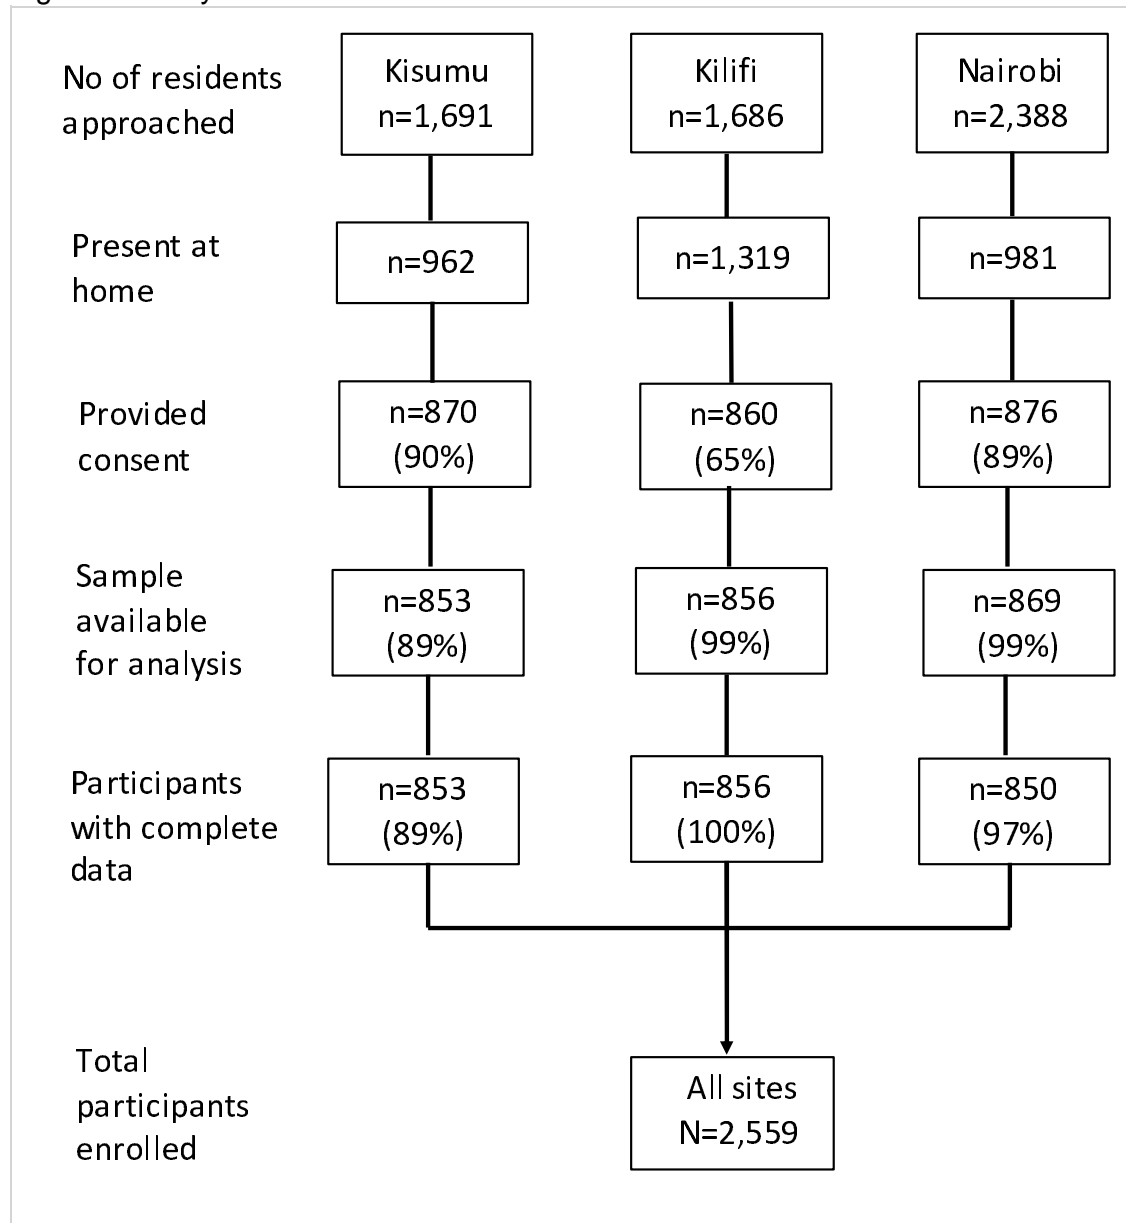 No of residents
approached
Kisumu
n=1,691
Kilifi
n=1,686
Nairobi
n=2,388
Present at
home
n=962
n=1,319
n=981
Provided
consent
n=870
(90%)
n=860
(65%)
n=876
(89%)
Sample
available
for analysis
n=853
(89%)
n=856
(99%)
n=869
(99%)
Participants
with complete
data
n=853
(89%)
n=856
(100%)
n=850
(97%)
Total
participants
enrolled
All sites
N=2,559